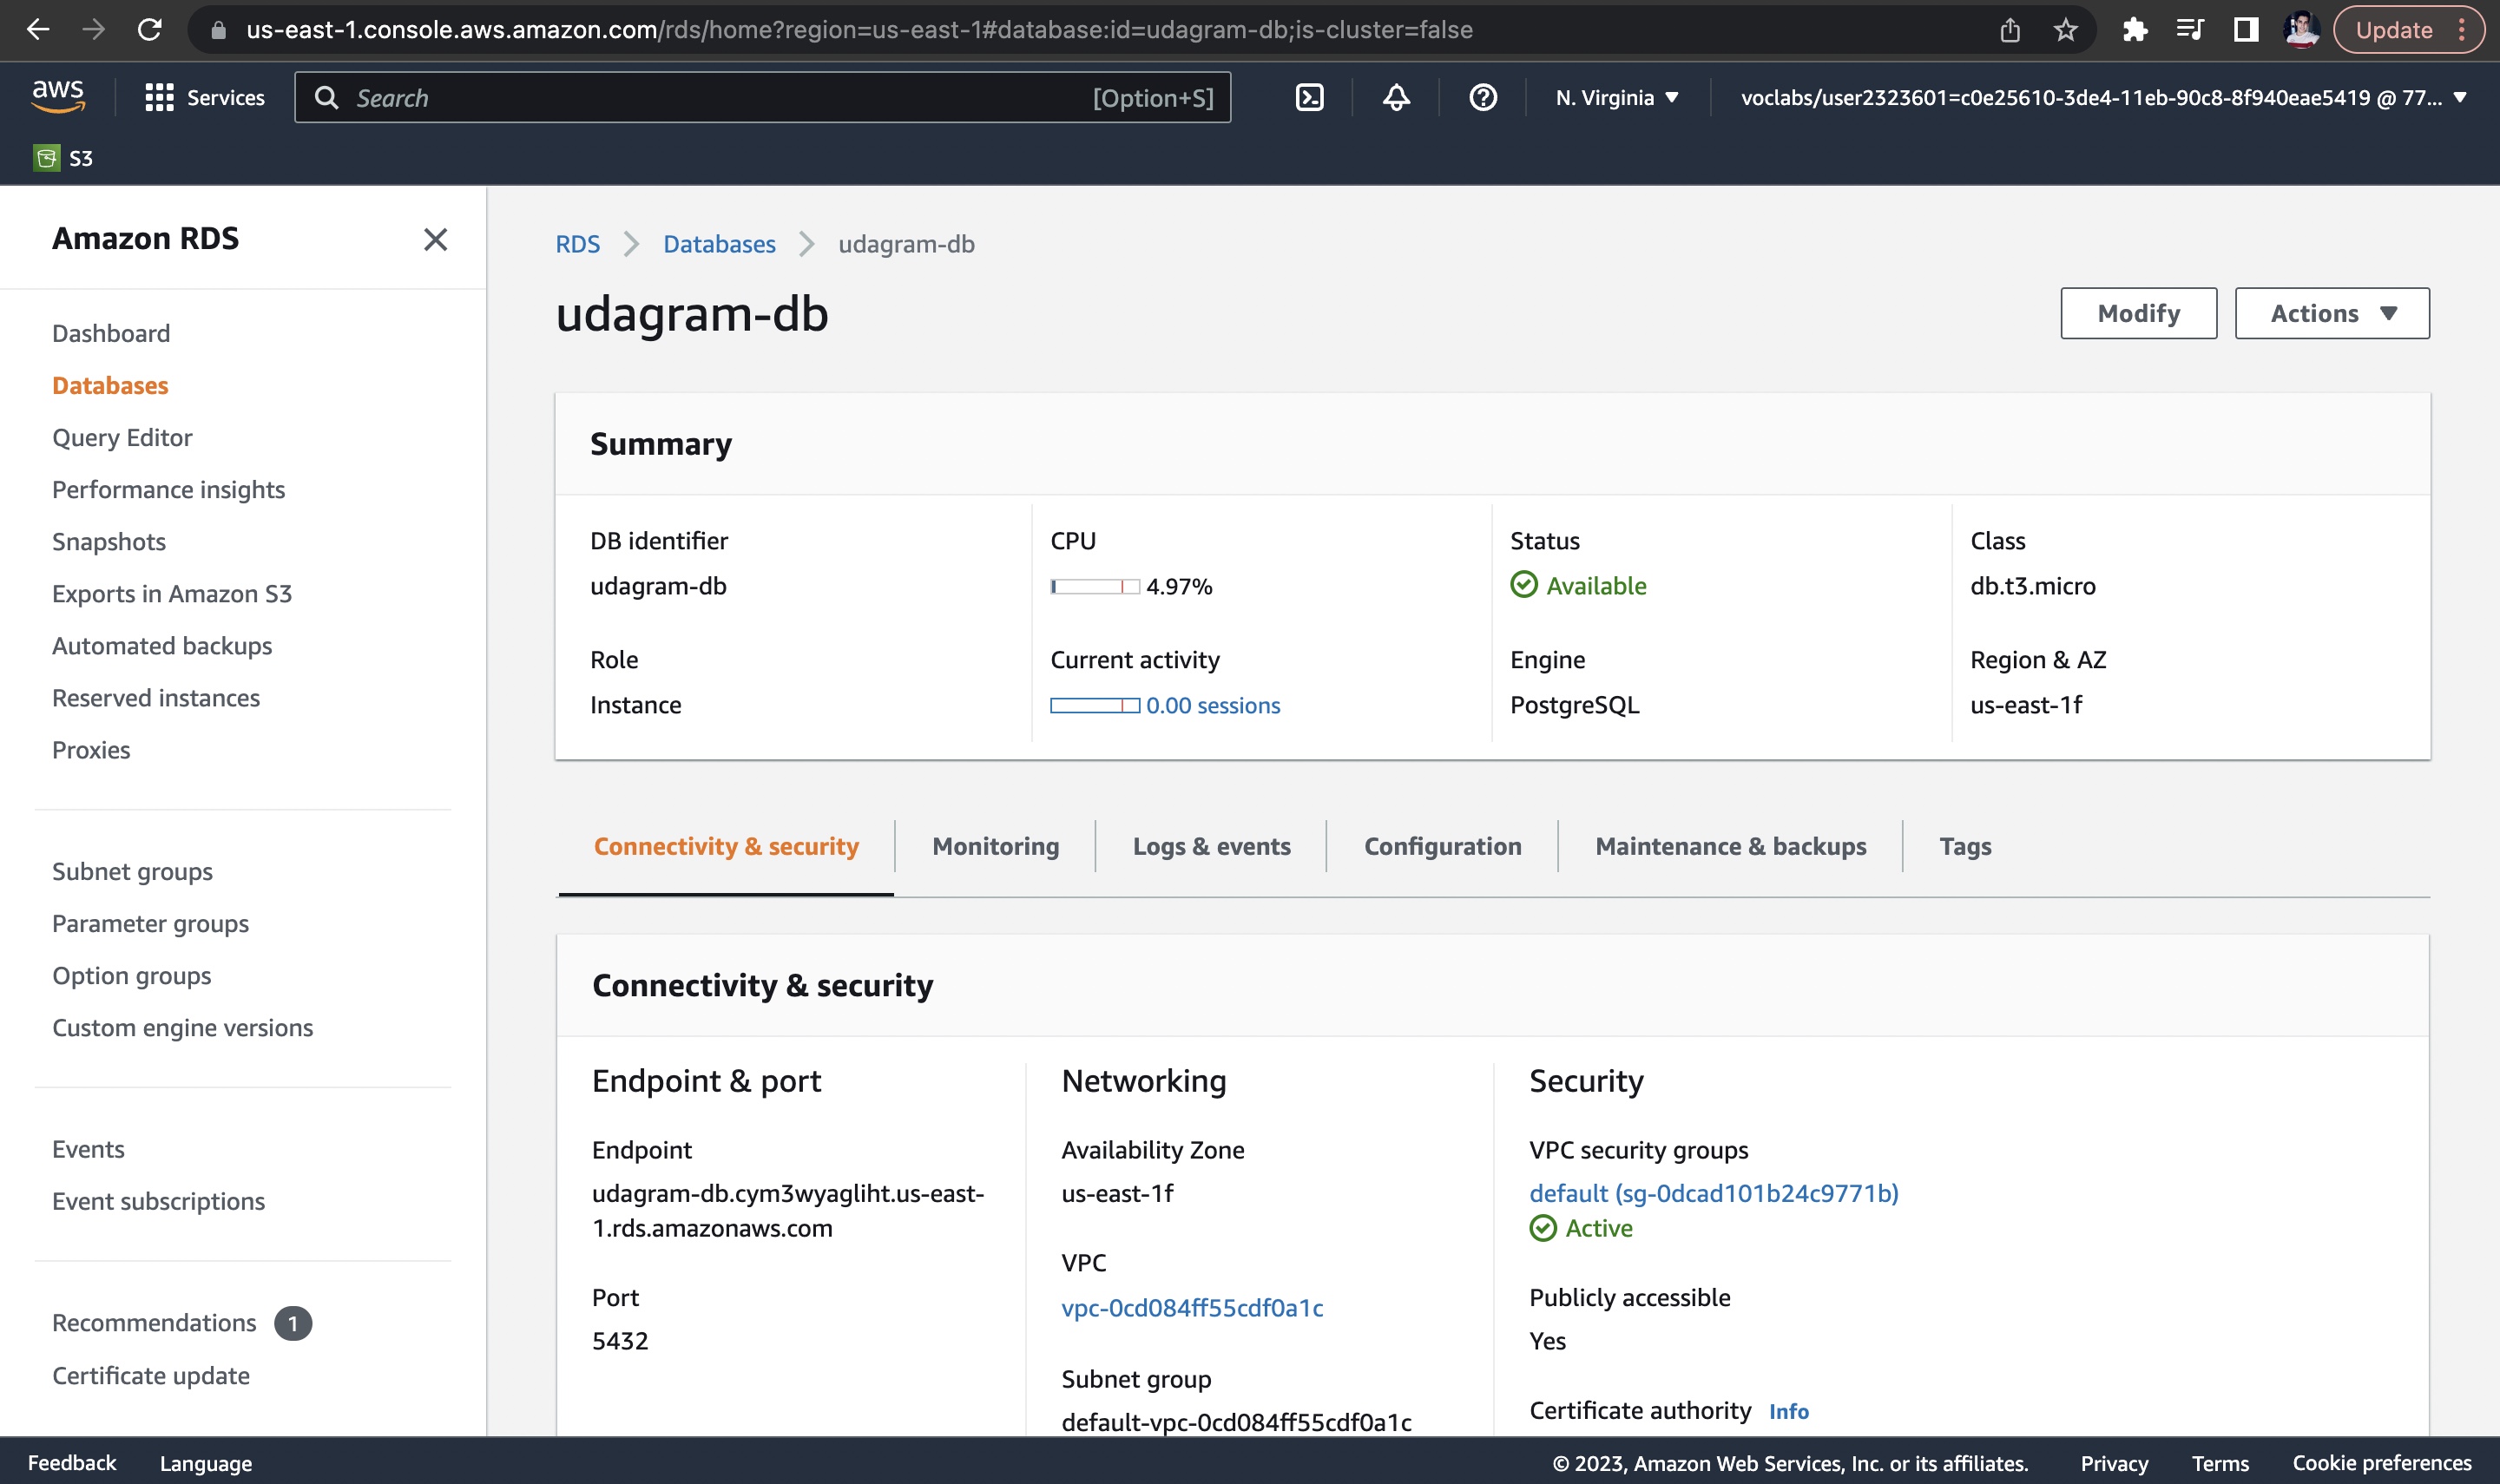 us-east-1.console.aws.amazon.com/rds/home?region=us-east-1#database:id=udagram-db;is-cluster=false
Update
aws
Services
Search
[Option+S]
N. Virginia
voclabs/user2323601=c0e25610-3de4-11eb-90c8-8f940eae5419 @ 77...
S3
Amazon RDS
Dashboard
Databases
Query Editor
Performance insights
Snapshots
Exports in Amazon S3
Automated backups
Reserved instances
Proxies
Subnet groups
Parameter groups
Option groups
Custom engine versions
Events
Event subscriptions
Recommendations 1
Certificate update
RDS > Databases > udagram-db
udagram-db
Modify
Actions
Summary
DB identifier
udagram-db
CPU
4.97%
Status
Available
Class
db.t3.micro
Role
Instance
Current activity
0.00 sessions
Engine
PostgreSQL
Region & AZ
us-east-1f
Connectivity & security
Monitoring
Logs & events
Configuration
Maintenance & backups
Tags
Connectivity & security
Endpoint & port
Endpoint
udagram-db.cym3wyagliht.us-east-
1.rds.amazonaws.com
Port
5432
Networking
Availability Zone
us-east-1f
VPC
vpc-0cd084ff55cdf0a1c
Subnet group
default-vpc-0cd084ff55cdf0a1c
Security
VPC security groups
default (sg-0dcad101b24c9771b)
Active
Publicly accessible
Yes
Certificate authority Info
Feedback
Language
© 2023, Amazon Web Services, Inc. or its affiliates.
Privacy
Terms
Cookie preferences